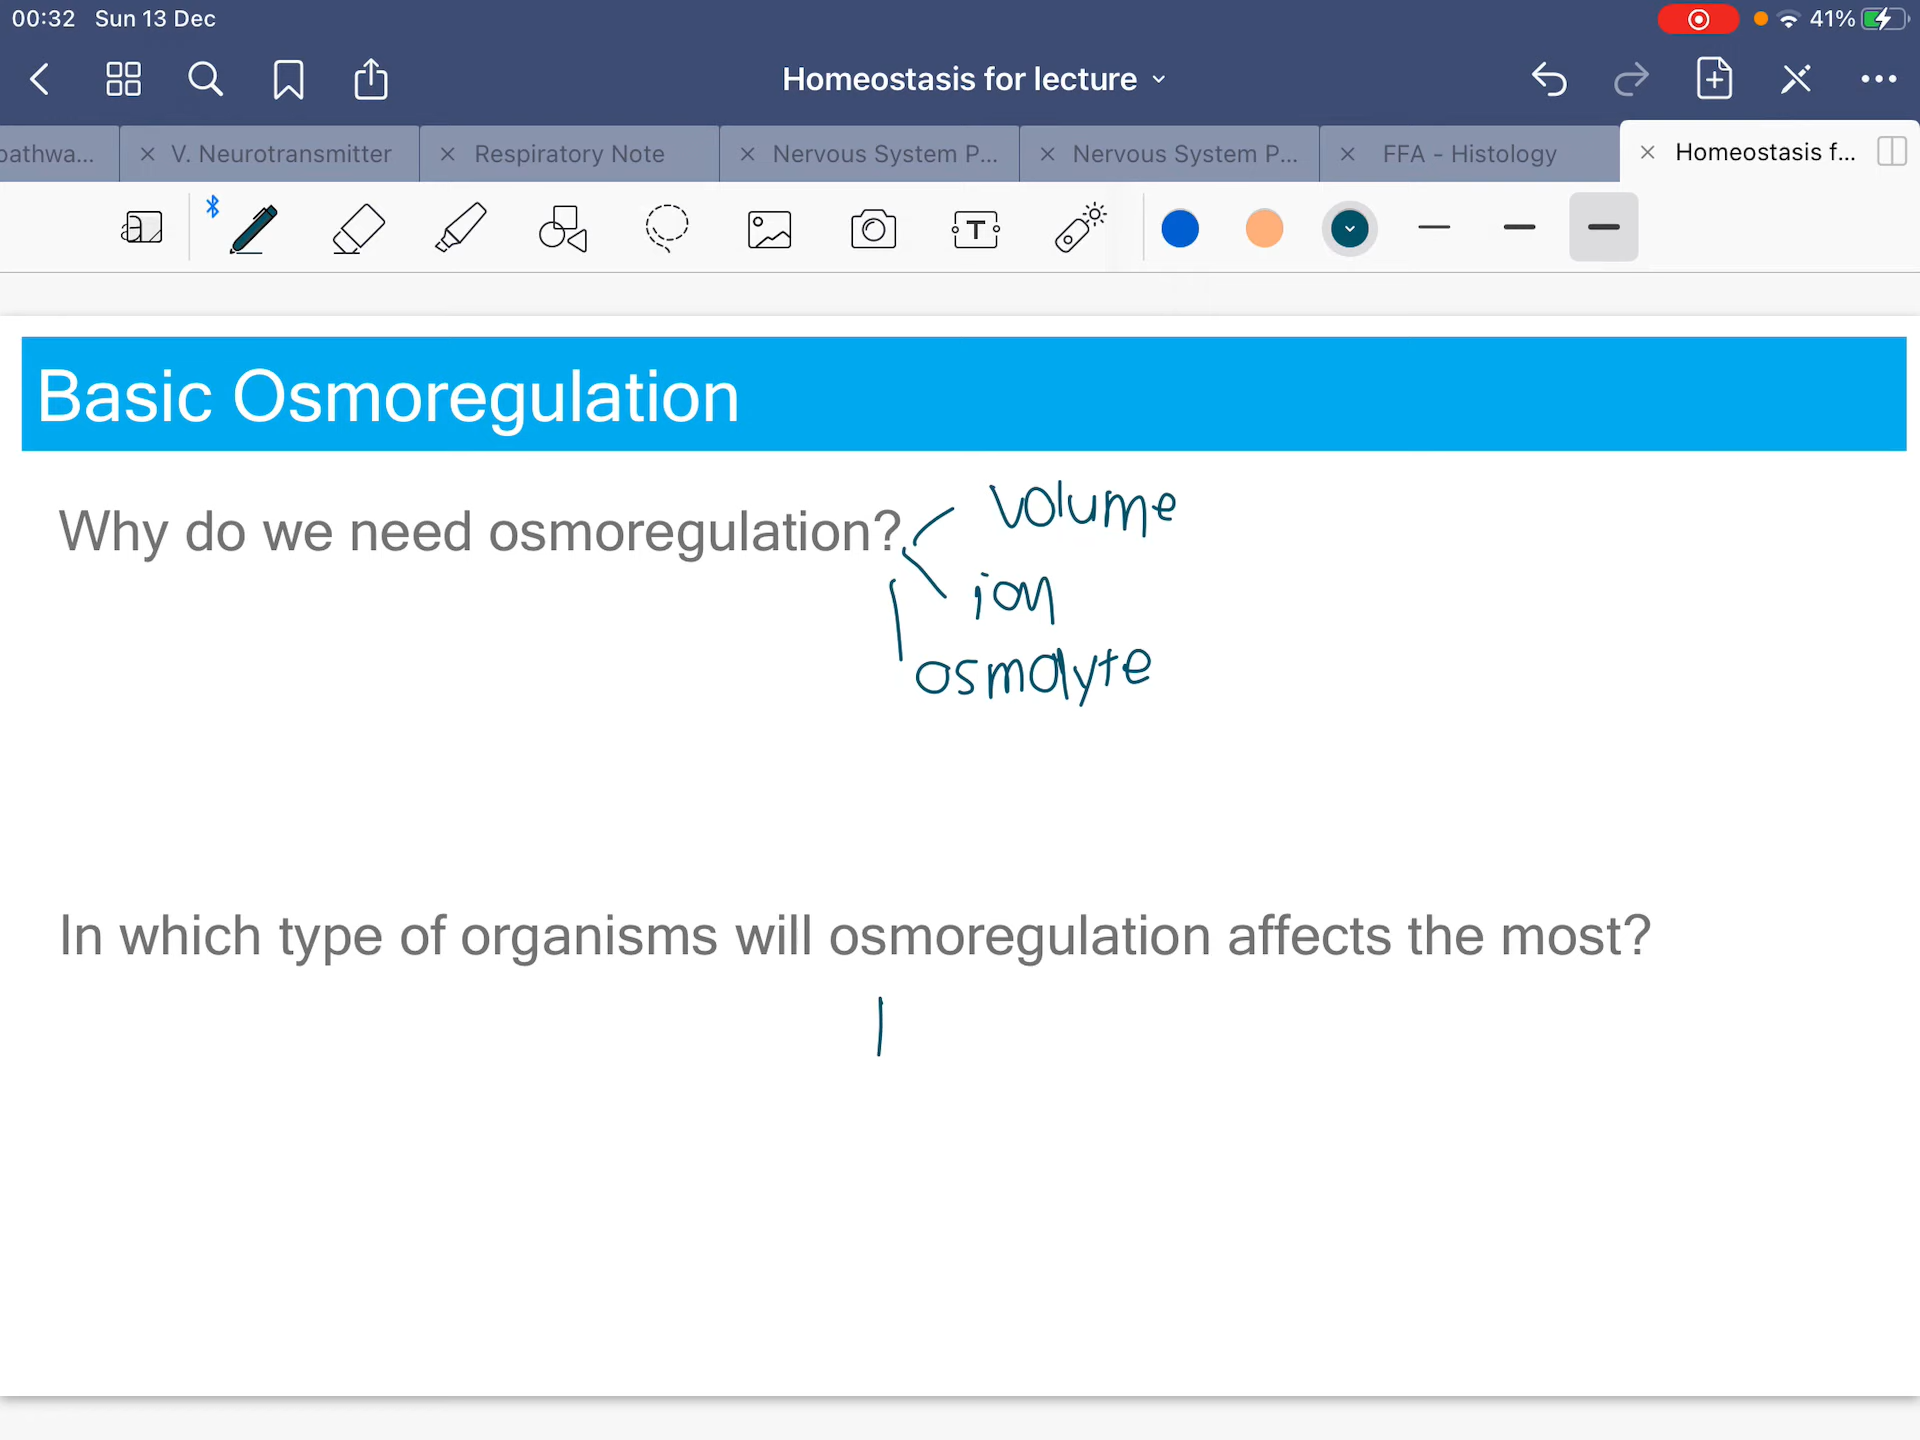 00:32 Sun 13 Dec 41%
Homeostasis for lecture
pathwa... V. Neurotransmitter Respiratory Note Nervous System P... Nervous System P... FFA - Histology Homeostasis f...
Basic Osmoregulation
Why do we need osmoregulation? volume
ion
osmolyte
In which type of organisms will osmoregulation affects the most?